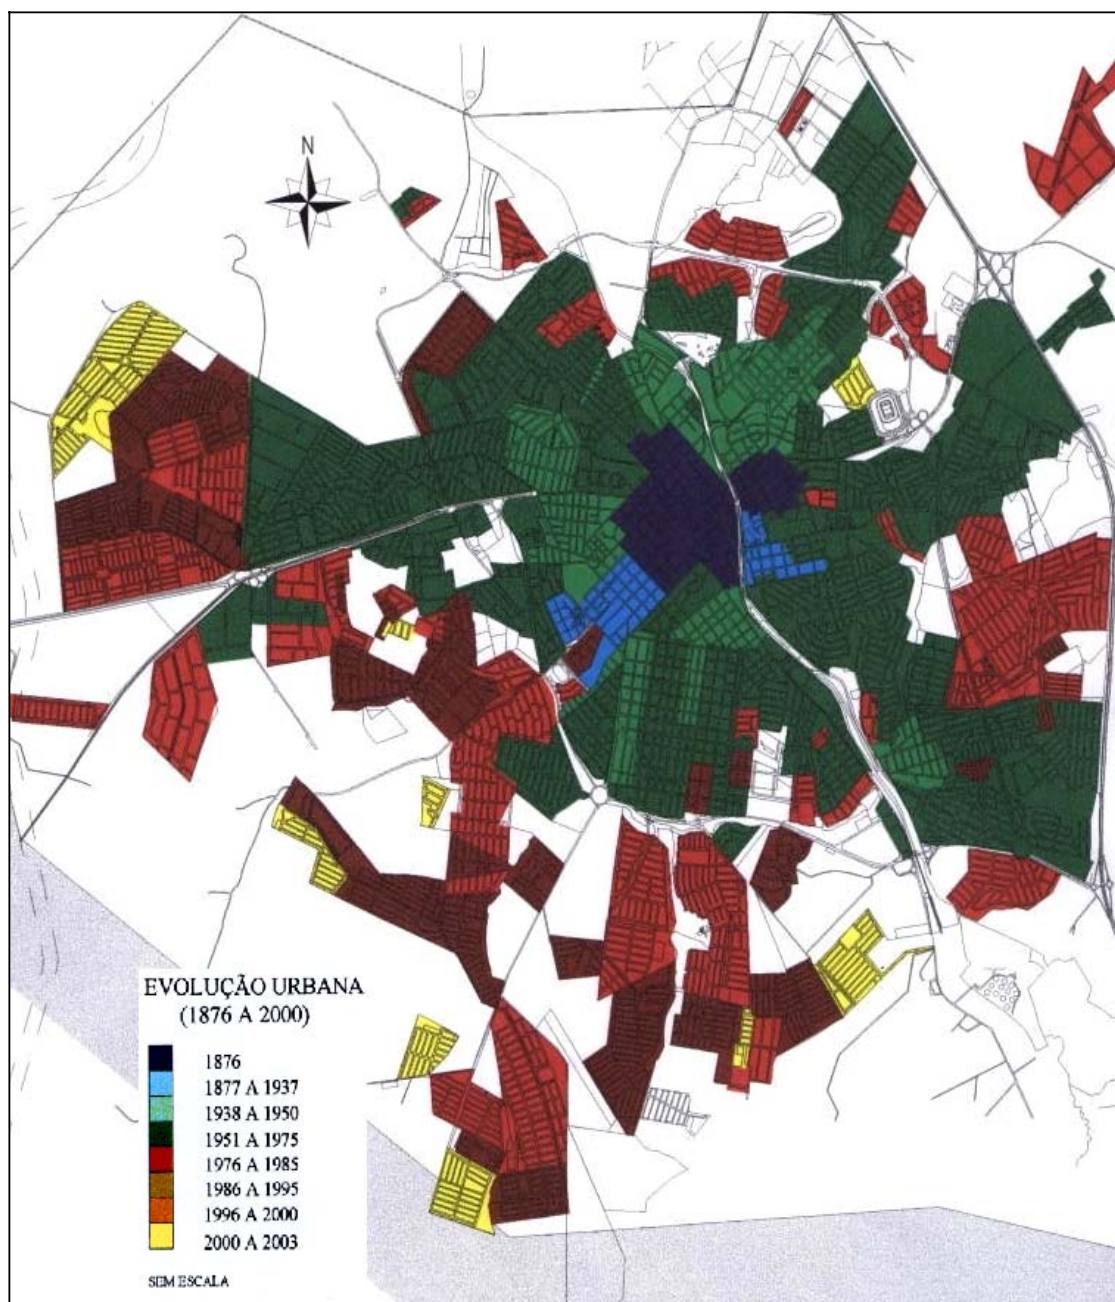 N
EVOLUÇÃO URBANA
(1876 A 2000)
1876
1877 A 1937
1938 A 1950
1951 A 1975
1976 A 1985
1986 A 1995
1996 A 2000
2000 A 2003
SEM ESCALA